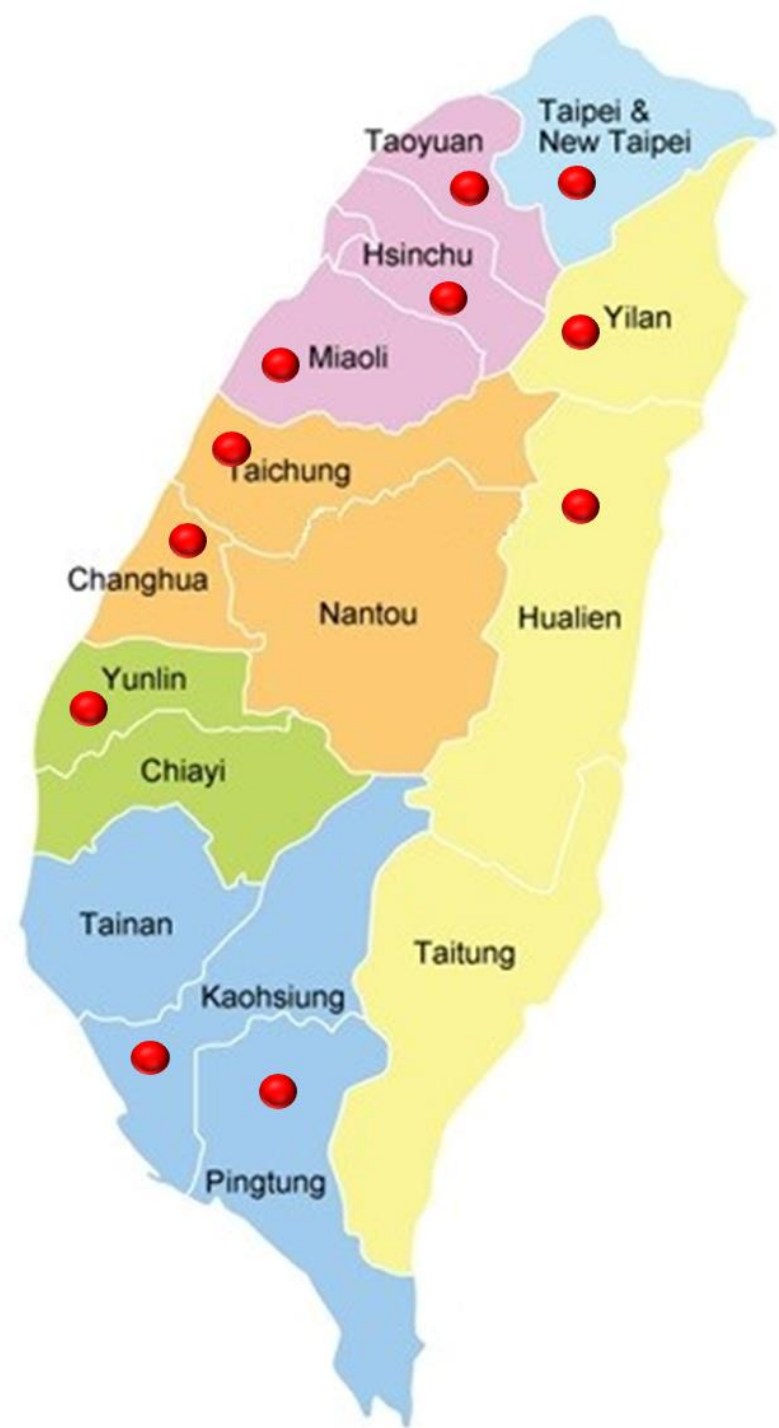 Taipei &
New Taipei
Taoyuan
Hsinchu
Yilan
Miaoli
Taichung
Changhua
Nantou
Hualien
Yunlin
Chiayi
Tainan
Taitung
Kaohsiung
Pingtung